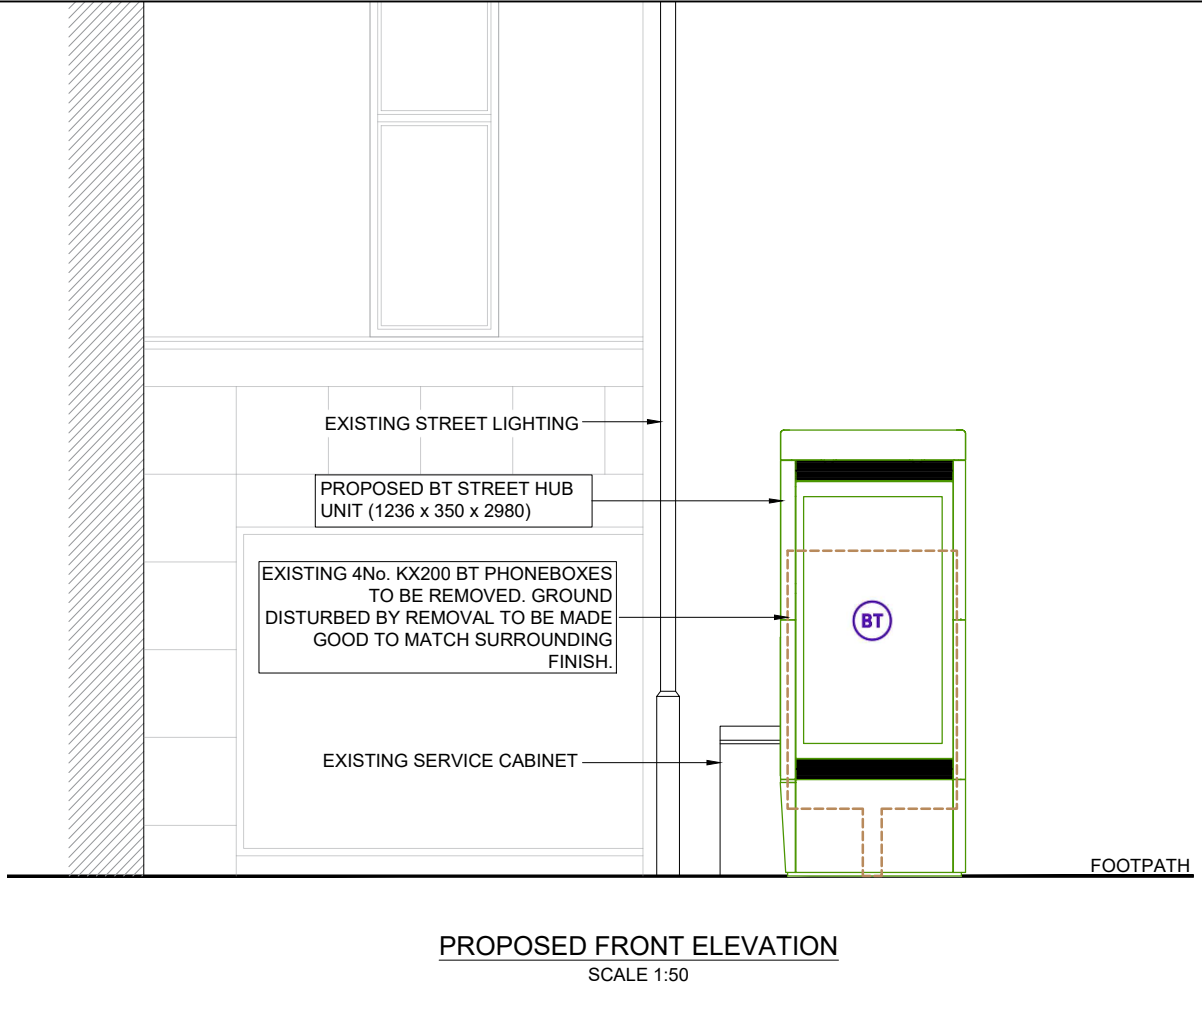 EXISTING STREET LIGHTING
PROPOSED BT STREET HUB
UNIT (1236 x 350 x 2980)
EXISTING 4No. KX200 BT PHONEBOXES
TO BE REMOVED. GROUND
DISTURBED BY REMOVAL TO BE MADE
GOOD TO MATCH SURROUNDING
FINISH.
BT
EXISTING SERVICE CABINET
FOOTPATH
PROPOSED FRONT ELEVATION
SCALE 1:50